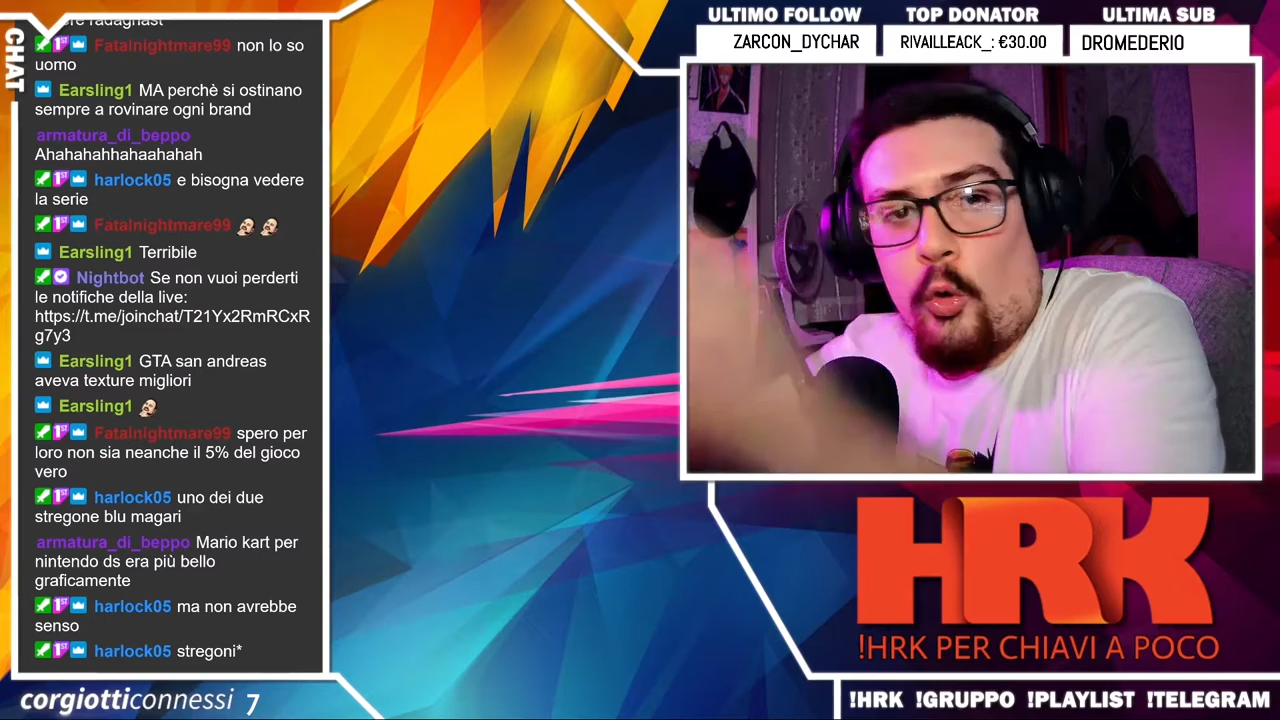 CHAT
Fatalnightmare99 non lo so
uomo
Earsling1 MA perchè si ostinano
sempre a rovinare ogni brand
armatura_di_beppo
Ahahahahhahaahahah
harlock05 e bisogna vedere
la serie
Fatalnightmare99
Earsling1 Terribile
Nightbot Se non vuoi perderti
le notifiche della live:
https://t.me/joinchat/T21Yx2RmRCxR
g7y3
Earsling1 GTA san andreas
aveva texture migliori
Earsling1
Fatalnightmare99 spero per
loro non sia neanche il 5% del gioco
vero
harlock05 uno dei due
stregone blu magari
armatura_di_beppo Mario kart per
nintendo ds era più bello
graficamente
harlock05 ma non avrebbe
senso
harlock05 stregoni*
corgiotticonnessi 7
ULTIMO FOLLOW
ZARCON_DYCHAR
TOP DONATOR
RIVAILLEACK_: €30.00
ULTIMA SUB
DROMEDERIO
HRK
!HRK PER CHIAVI A POCO
!HRK !GRUPPO !PLAYLIST !TELEGRAM